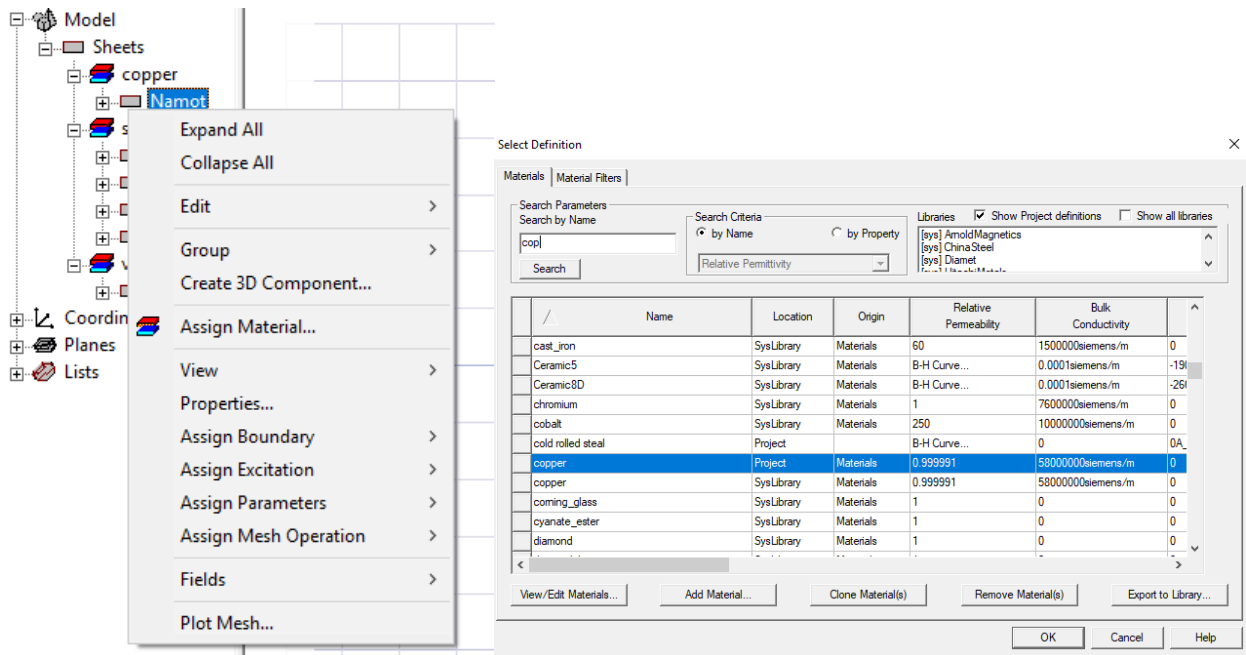 Model
Sheets
copper
Namot
s
v
Coordin
Planes
Lists
Expand All
Collapse All
Edit
Group
Create 3D Component...
Assign Material...
View
Properties...
Assign Boundary
Assign Excitation
Assign Parameters
Assign Mesh Operation
Fields
Plot Mesh...
Select Definition
Materials Material Filters
Search Parameters
Search by Name
cop
Search
Search Criteria
by Name by Property
Relative Permittivity
Libraries Show Project definitions Show all libraries
[sys] ArnoldMagnetics
[sys] ChinaSteel
[sys] Diamet
[sys] HitachiMetals
Name Location Origin Relative Permeability Bulk Conductivity
cast_iron SysLibrary Materials 60 1500000siemens/m 0
Ceramic5 SysLibrary Materials B-H Curve... 0.0001siemens/m -190
Ceramic8D SysLibrary Materials B-H Curve... 0.0001siemens/m -260
chromium SysLibrary Materials 1 7600000siemens/m 0
cobalt SysLibrary Materials 250 10000000siemens/m 0
cold rolled steal Project B-H Curve... 0 0A_
copper Project Materials 0.999991 58000000siemens/m 0
copper SysLibrary Materials 0.999991 58000000siemens/m 0
corning_glass SysLibrary Materials 1 0 0
cyanate_ester SysLibrary Materials 1 0 0
diamond SysLibrary Materials 1 0 0
View/Edit Materials... Add Material... Clone Material(s) Remove Material(s) Export to Library...
OK Cancel Help